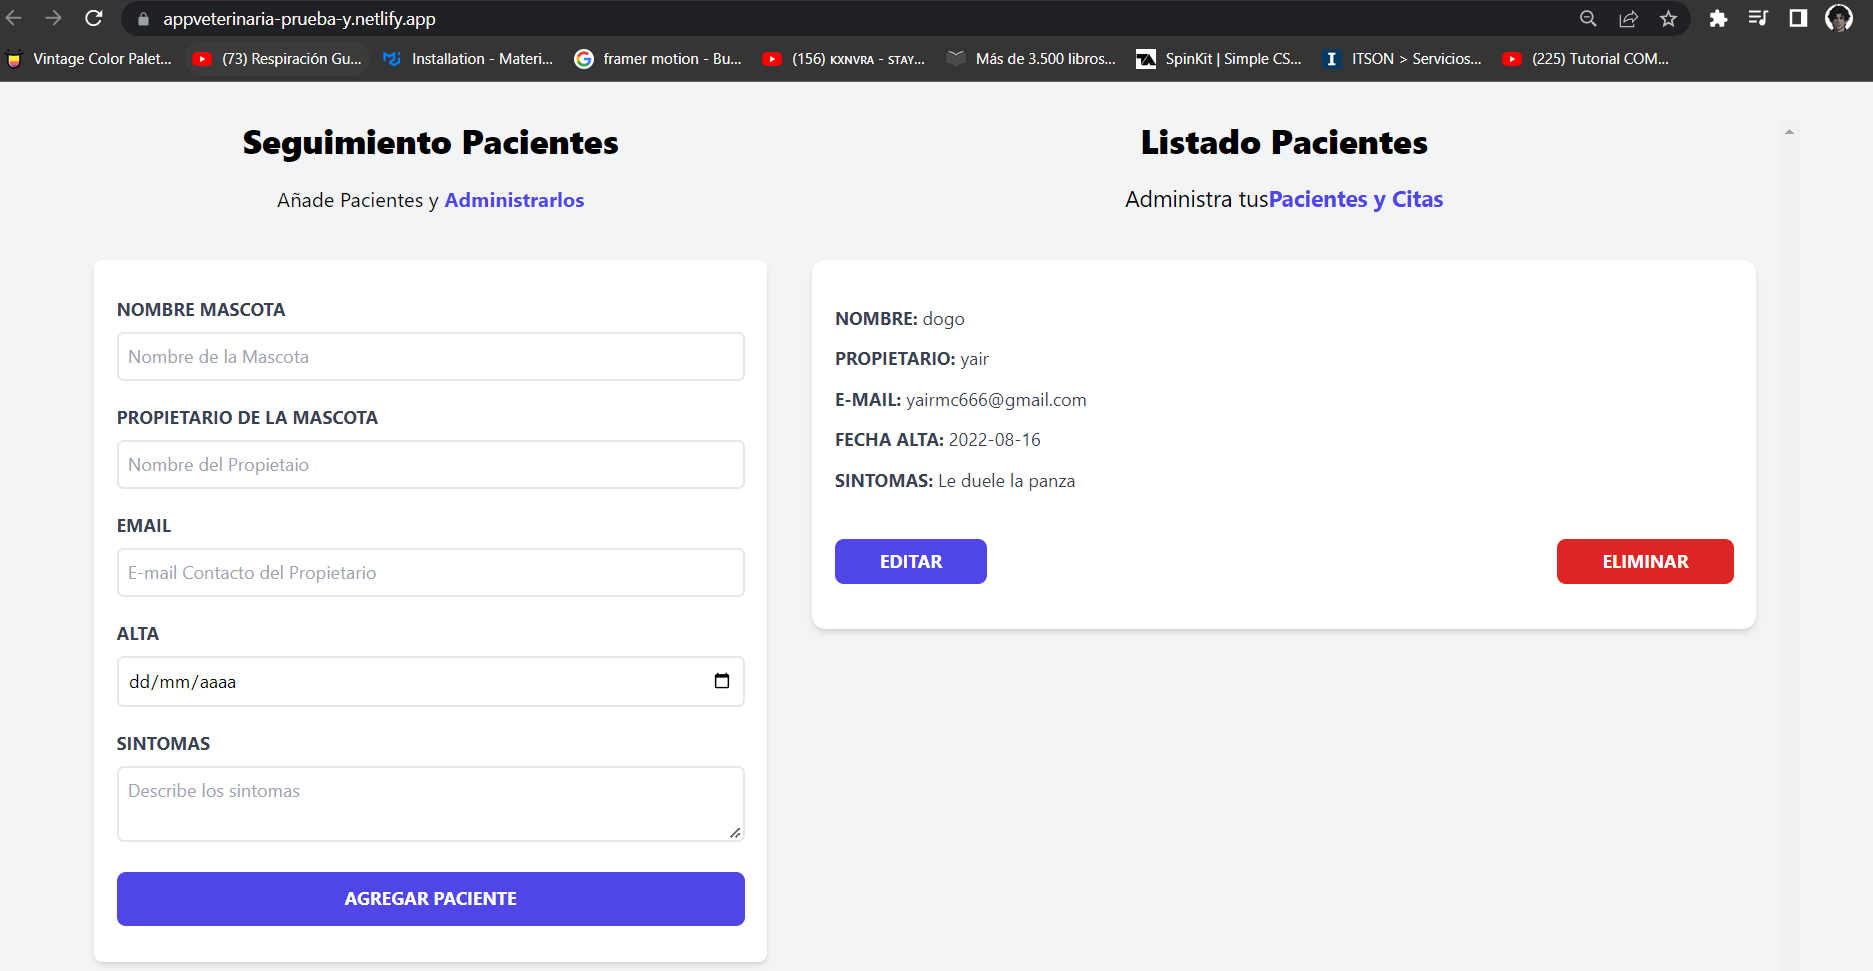 appveterinaria-prueba-y.netlify.app
Vintage Color Palet...
(73) Respiración Gu...
Installation - Materi...
framer motion - Bu...
(156) ᴋxɴᴠʀᴀ - sᴛᴀʏ...
Más de 3.500 libros...
SpinKit | Simple CS...
ITSON > Servicios...
(225) Tutorial COM...
Seguimiento Pacientes
Añade Pacientes y Administrarlos
NOMBRE MASCOTA
Nombre de la Mascota
PROPIETARIO DE LA MASCOTA
Nombre del Propietaio
EMAIL
E-mail Contacto del Propietario
ALTA
dd/mm/aaaa
SINTOMAS
Describe los sintomas
AGREGAR PACIENTE
Listado Pacientes
Administra tusPacientes y Citas
NOMBRE: dogo
PROPIETARIO: yair
E-MAIL: yairmc666@gmail.com
FECHA ALTA: 2022-08-16
SINTOMAS: Le duele la panza
EDITAR
ELIMINAR